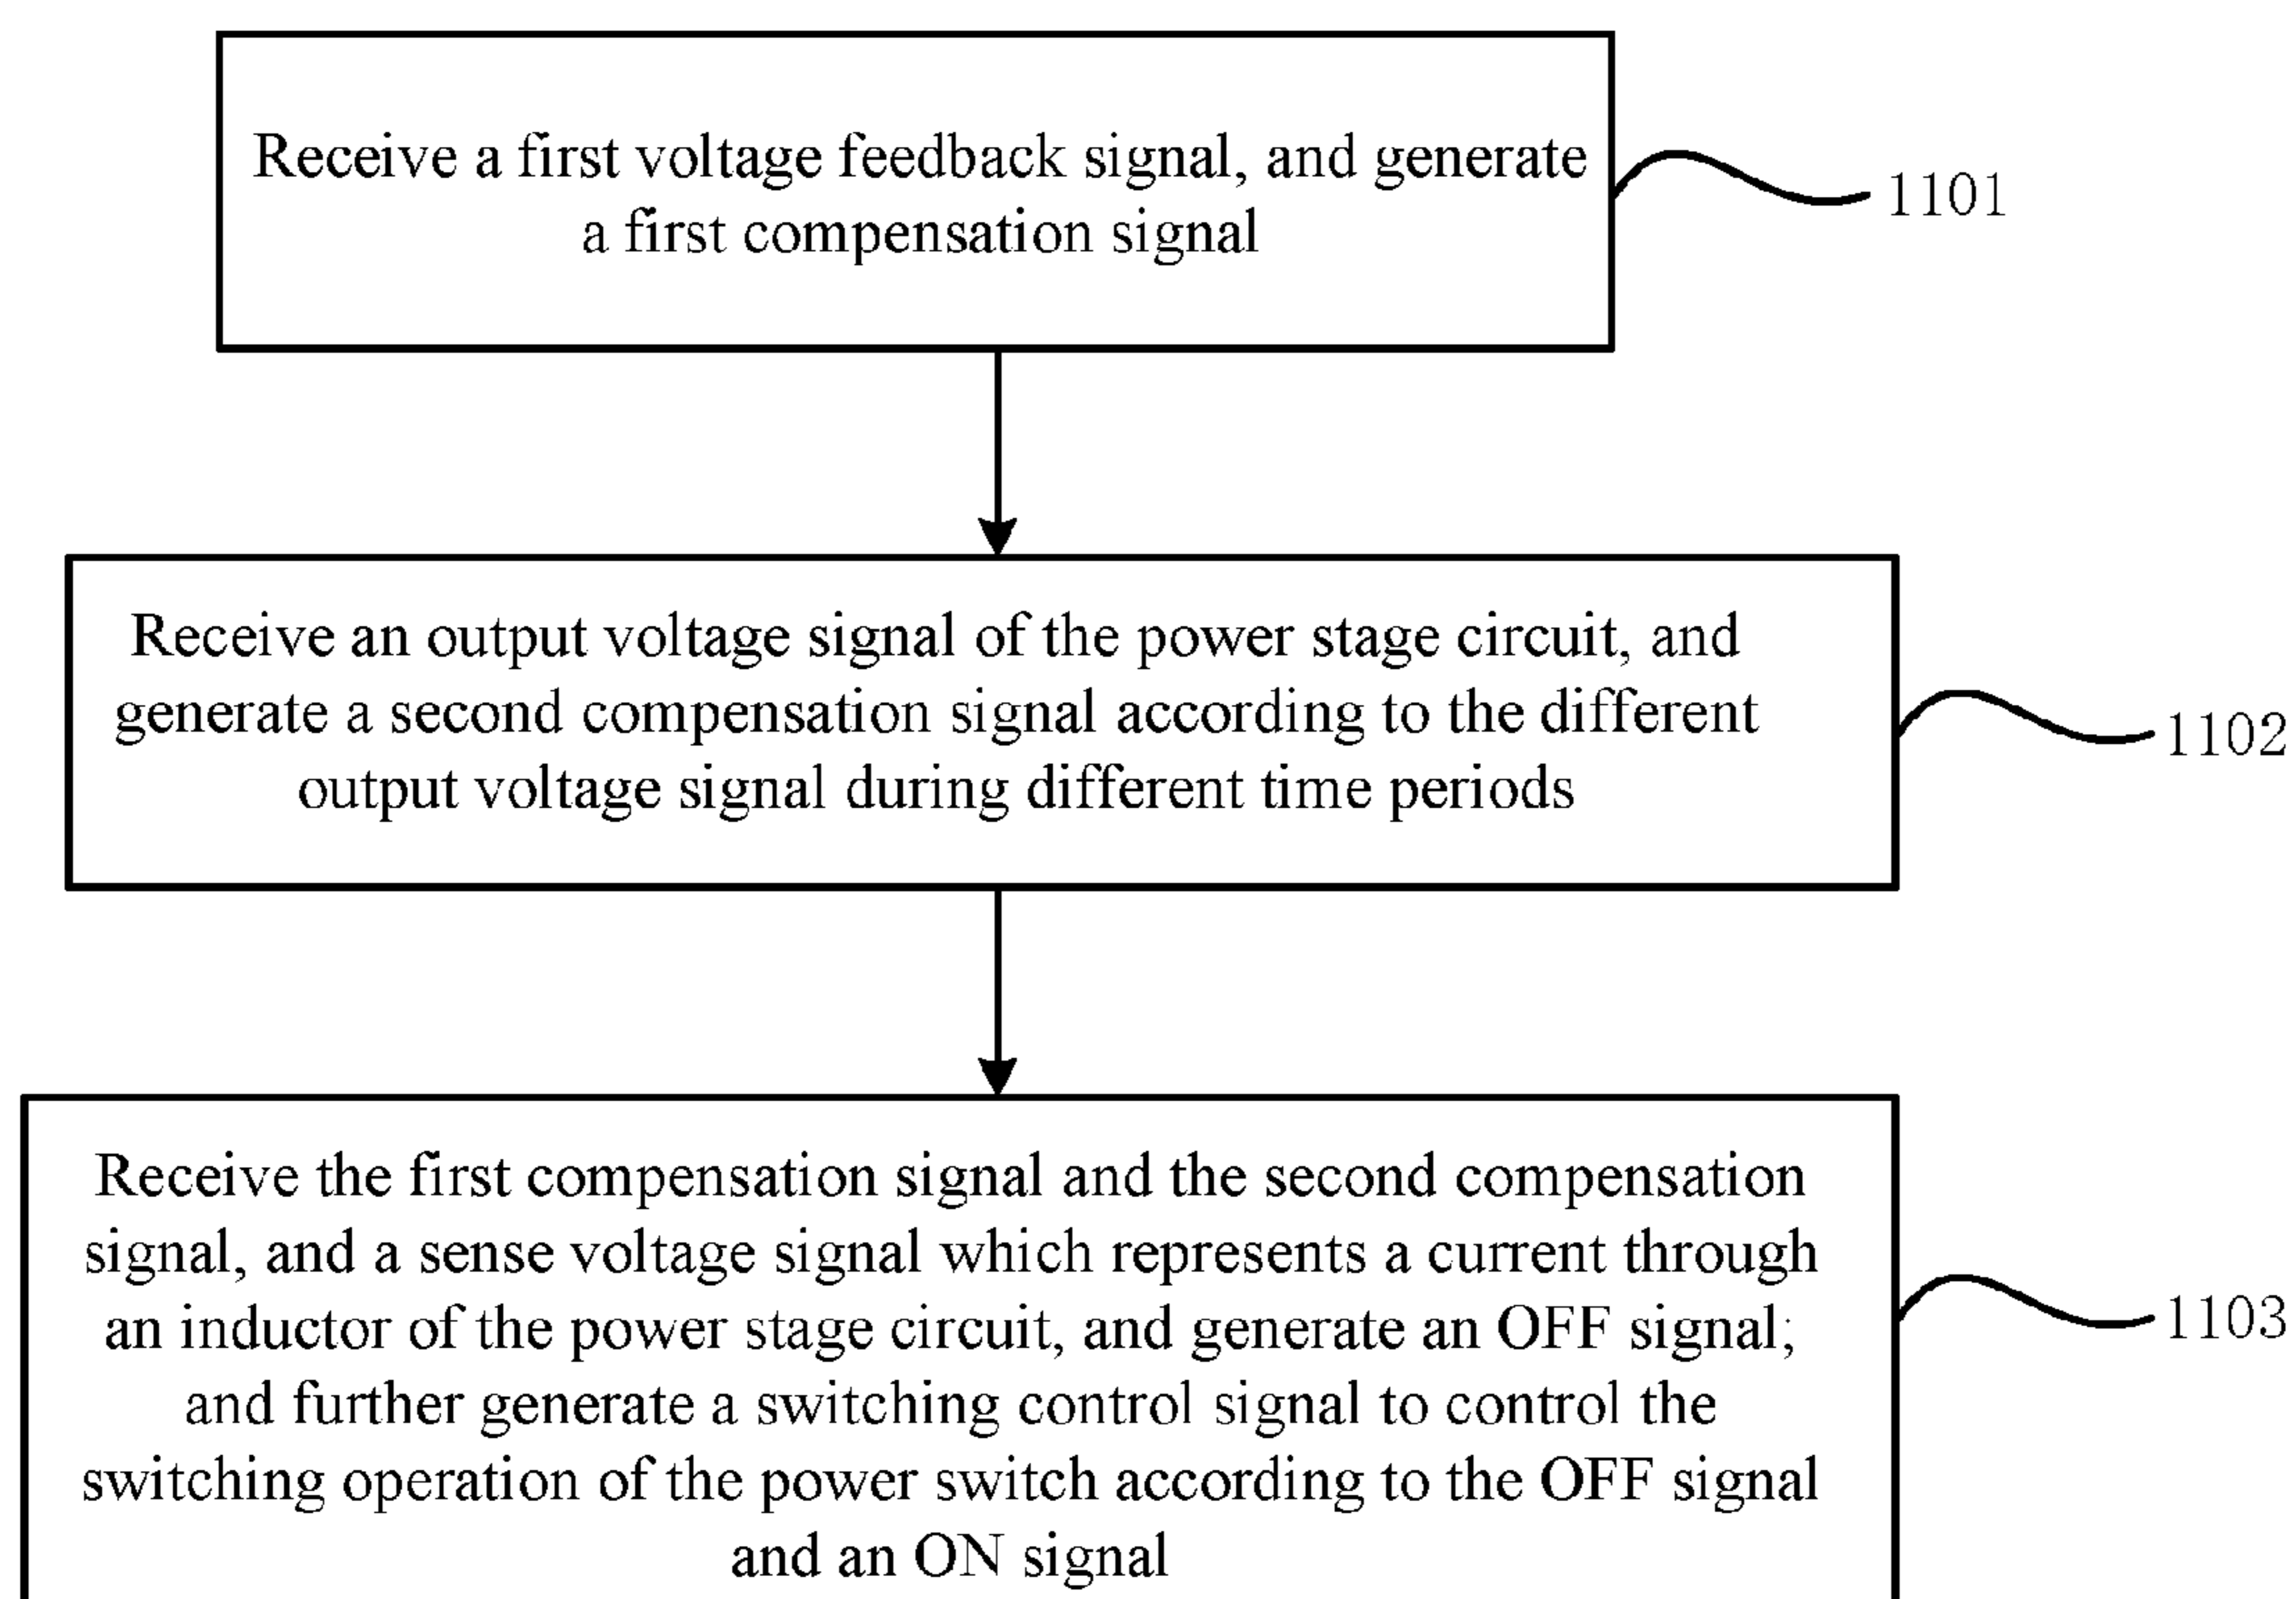 Receive a first voltage feedback signal, and generate
a first compensation signal
1101
Receive an output voltage signal of the power stage circuit, and
generate a second compensation signal according to the different
output voltage signal during different time periods
1102
Receive the first compensation signal and the second compensation
signal, and a sense voltage signal which represents a current through
an inductor of the power stage circuit, and generate an OFF signal;
and further generate a switching control signal to control the
switching operation of the power switch according to the OFF signal
and an ON signal
1103